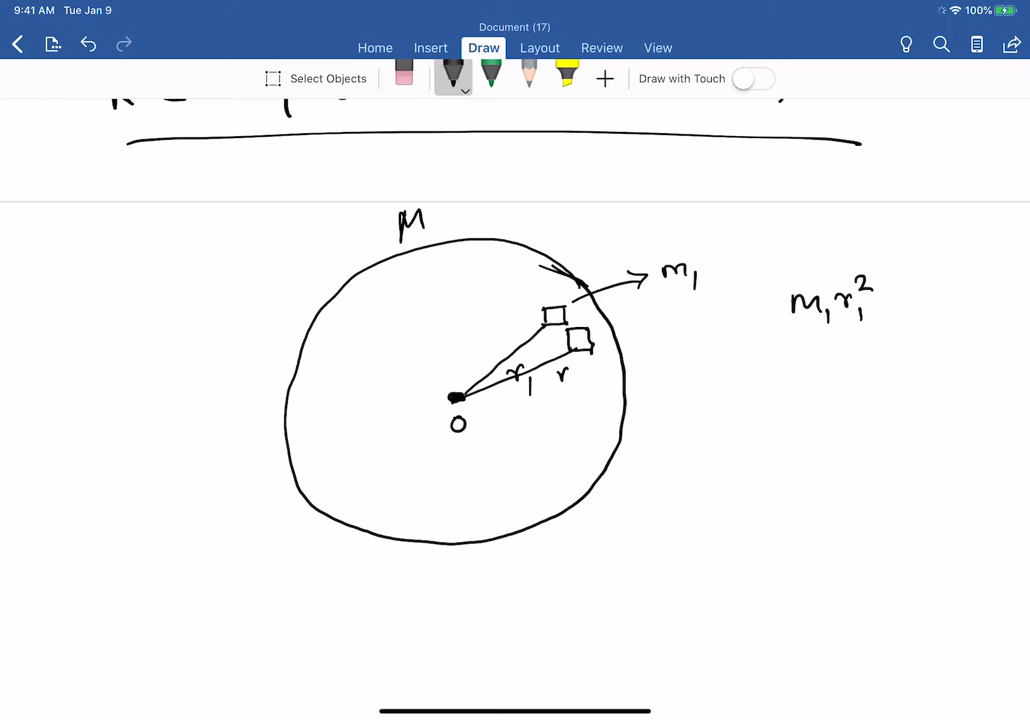 9:41 AM Tue Jan 9
100%
Document (17)
Home Insert Draw Layout Review View
Select Objects
Draw with Touch
M
m₁
m₁r₁²
r₁ r
O